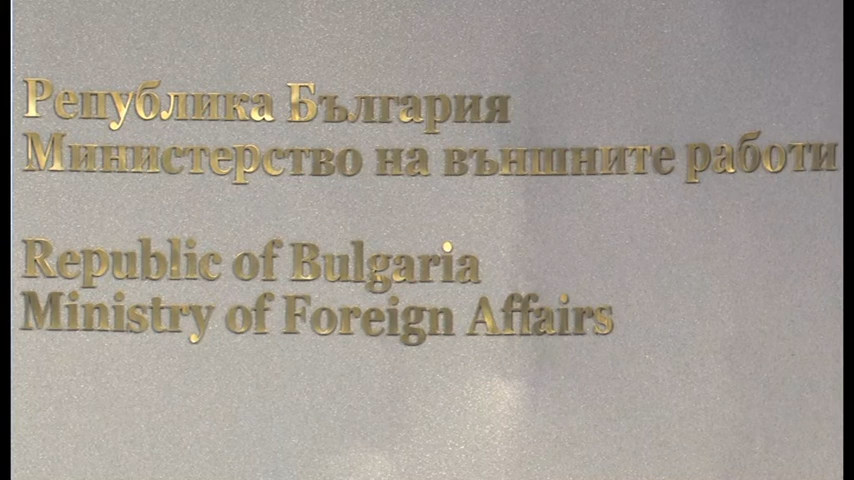 Република България
Министерство на външните работи
Republic of Bulgaria
Ministry of Foreign Affairs